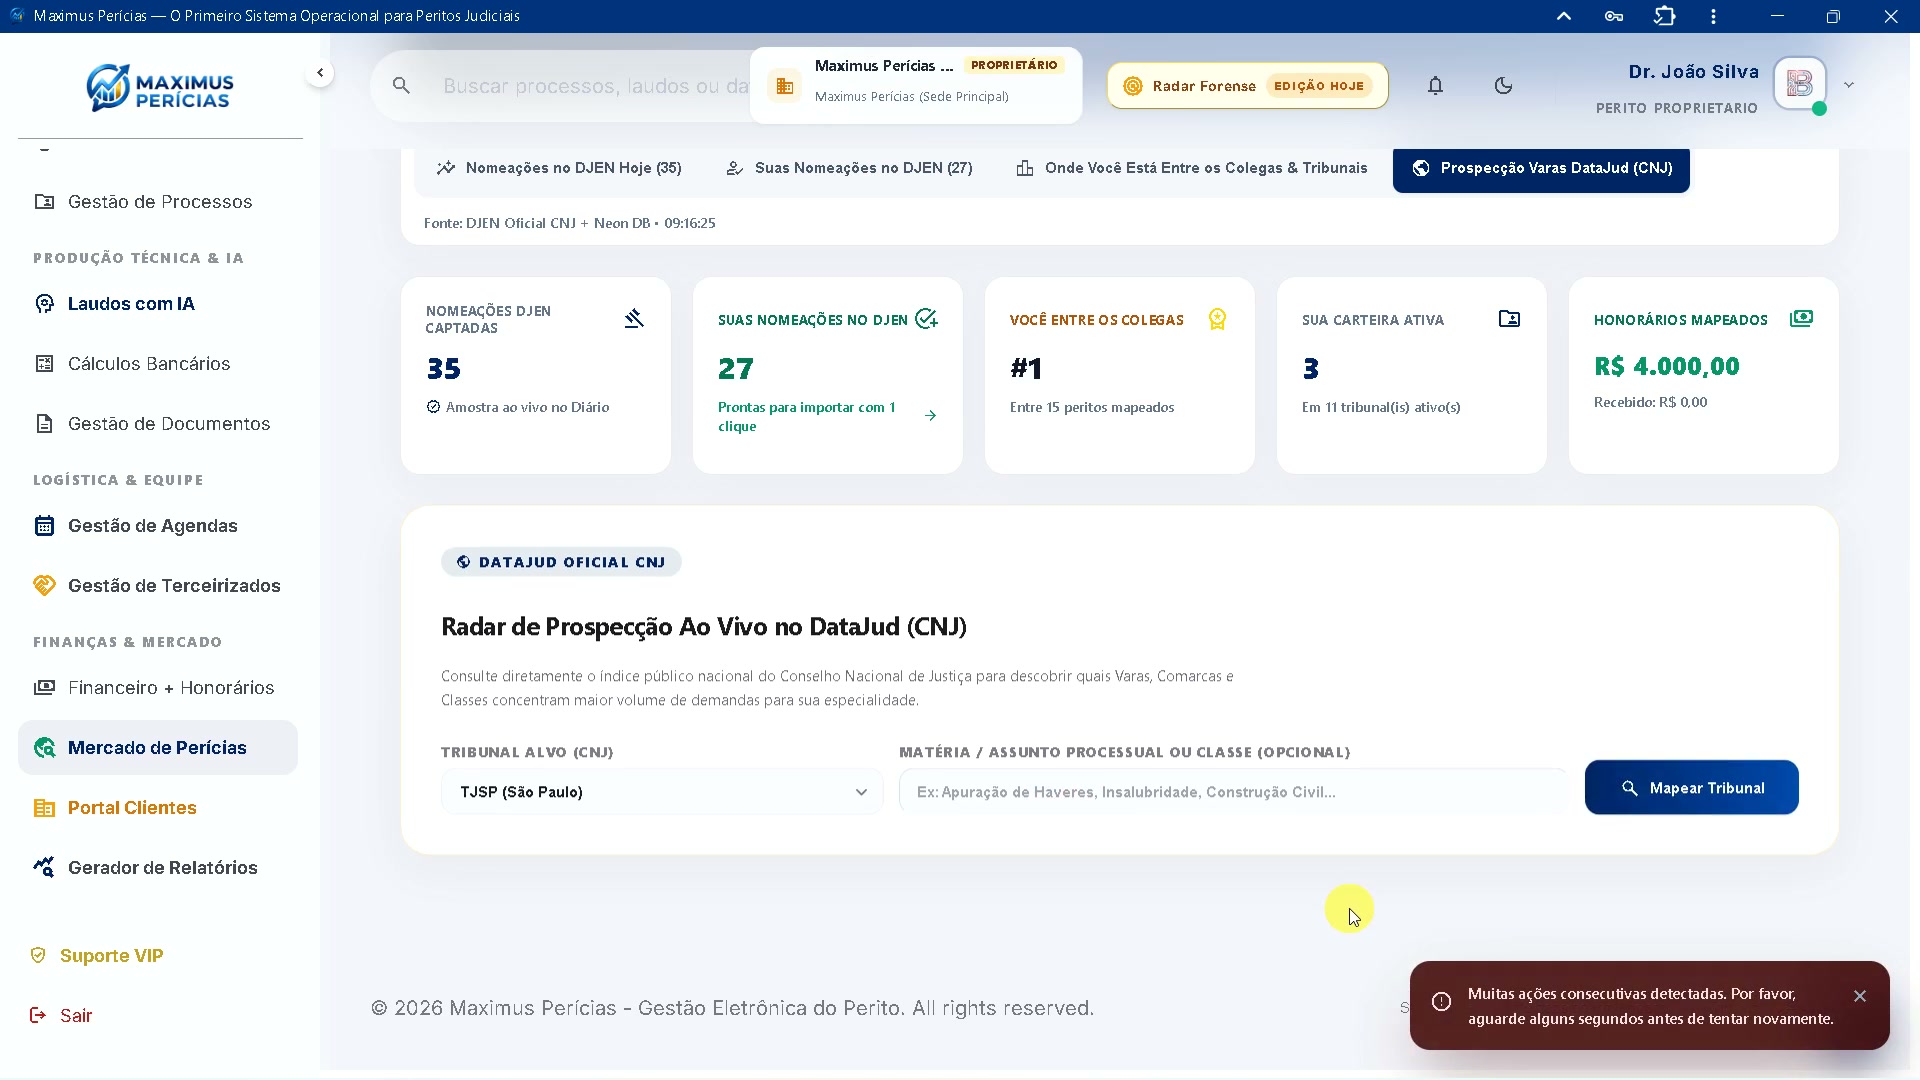 Maximus Perícias — O Primeiro Sistema Operacional para Peritos Judiciais
MAXIMUS
PERÍCIAS
Buscar processos, laudos ou da
Maximus Perícias ...
PROPRIETÁRIO
Maximus Perícias (Sede Principal)
Radar Forense
EDIÇÃO HOJE
Dr. João Silva
PERITO PROPRIETARIO
Gestão de Processos
PRODUÇÃO TÉCNICA & IA
Laudos com IA
Cálculos Bancários
Gestão de Documentos
LOGÍSTICA & EQUIPE
Gestão de Agendas
Gestão de Terceirizados
FINANÇAS & MERCADO
Financeiro + Honorários
Mercado de Perícias
Portal Clientes
Gerador de Relatórios
Suporte VIP
Sair
Nomeações no DJEN Hoje (35)
Suas Nomeações no DJEN (27)
Onde Você Está Entre os Colegas & Tribunais
Prospecção Varas DataJud (CNJ)
Fonte: DJEN Oficial CNJ + Neon DB • 09:16:25
NOMEAÇÕES DJEN
CAPTADAS
35
Amostra ao vivo no Diário
SUAS NOMEAÇÕES NO DJEN
27
Prontas para importar com 1
clique
VOCÊ ENTRE OS COLEGAS
#1
Entre 15 peritos mapeados
SUA CARTEIRA ATIVA
3
Em 11 tribunal(is) ativo(s)
HONORÁRIOS MAPEADOS
R$ 4.000,00
Recebido: R$ 0,00
DATAJUD OFICIAL CNJ
Radar de Prospecção Ao Vivo no DataJud (CNJ)
Consulte diretamente o índice público nacional do Conselho Nacional de Justiça para descobrir quais Varas, Comarcas e
Classes concentram maior volume de demandas para sua especialidade.
TRIBUNAL ALVO (CNJ)
TJSP (São Paulo)
MATÉRIA / ASSUNTO PROCESSUAL OU CLASSE (OPCIONAL)
Ex: Apuração de Haveres, Insalubridade, Construção Civil...
Mapear Tribunal
© 2026 Maximus Perícias - Gestão Eletrônica do Perito. All rights reserved.
Muitas ações consecutivas detectadas. Por favor,
aguarde alguns segundos antes de tentar novamente.